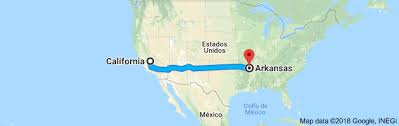 Estados
Unidos
California
Arkansas
Golfo de
México
México
Map data ©2018 Google, INEGI